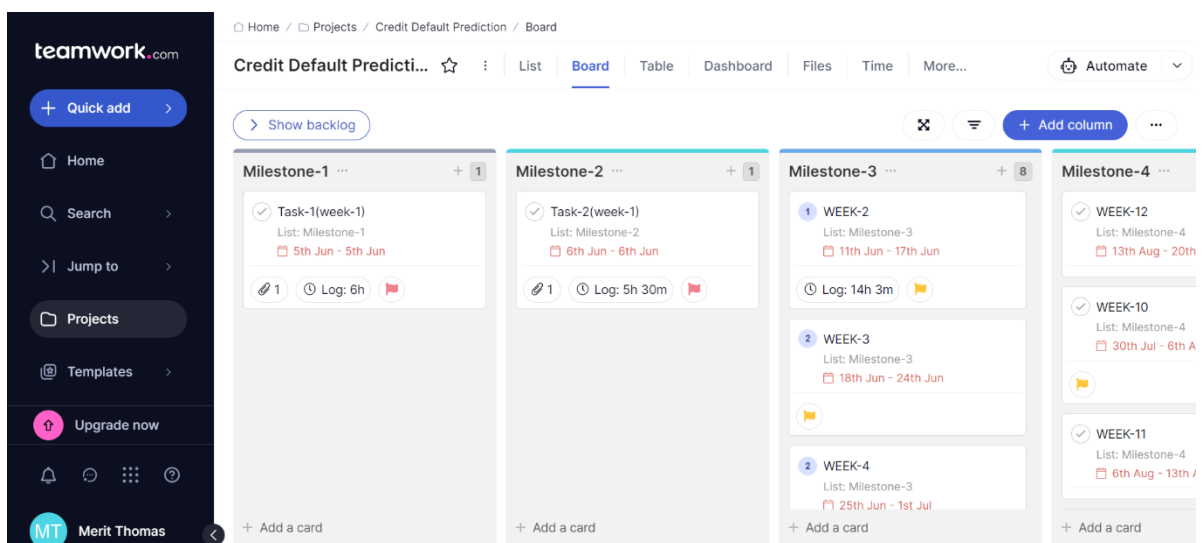 teamwork.com
Quick add
Home
Search
Jump to
Projects
Templates
Upgrade now
MT Merit Thomas
Home / Projects / Credit Default Prediction / Board
Credit Default Predicti...
List Board Table Dashboard Files Time More...
Automate
Show backlog
+ Add column
Milestone-1 ... + 1
Task-1(week-1)
List: Milestone-1
5th Jun - 5th Jun
1 Log: 6h
+ Add a card
Milestone-2 ... + 1
Task-2(week-1)
List: Milestone-2
6th Jun - 6th Jun
1 Log: 5h 30m
+ Add a card
Milestone-3 ... + 8
1 WEEK-2
List: Milestone-3
11th Jun - 17th Jun
Log: 14h 3m
2 WEEK-3
List: Milestone-3
18th Jun - 24th Jun
2 WEEK-4
List: Milestone-3
25th Jun - 1st Jul
+ Add a card
Milestone-4 ...
WEEK-12
List: Milestone-4
13th Aug - 20th
WEEK-10
List: Milestone-4
30th Jul - 6th A
WEEK-11
List: Milestone-4
6th Aug - 13th
+ Add a card